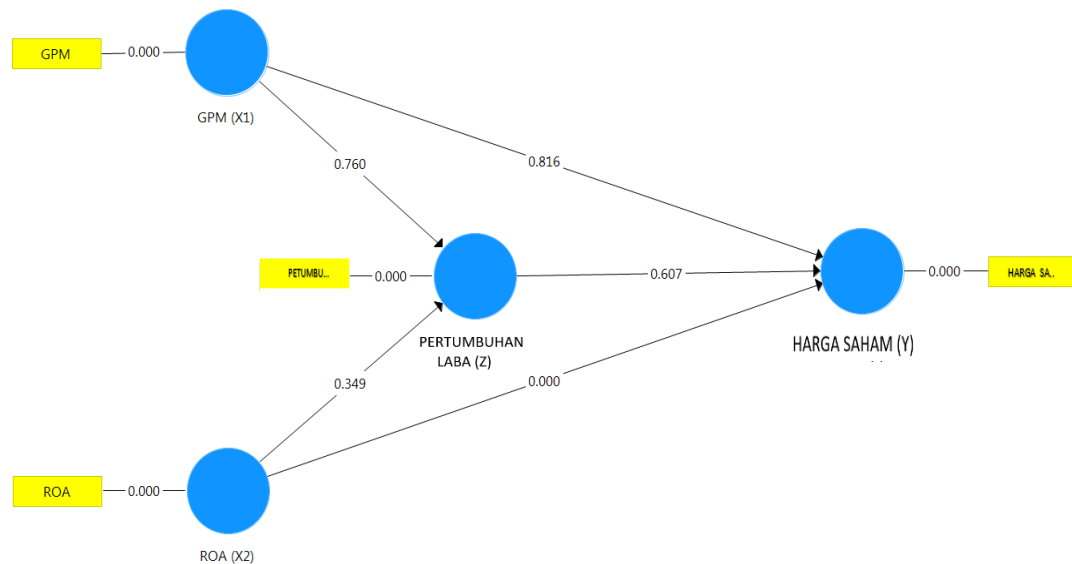 GPM
0.000
GPM (X1)
0.760
0.816
PETUMBU...
0.000
0.607
0.000
HARGA SA..
PERTUMBUHAN
LABA (Z)
HARGA SAHAM (Y)
0.349
0.000
ROA
0.000
ROA (X2)